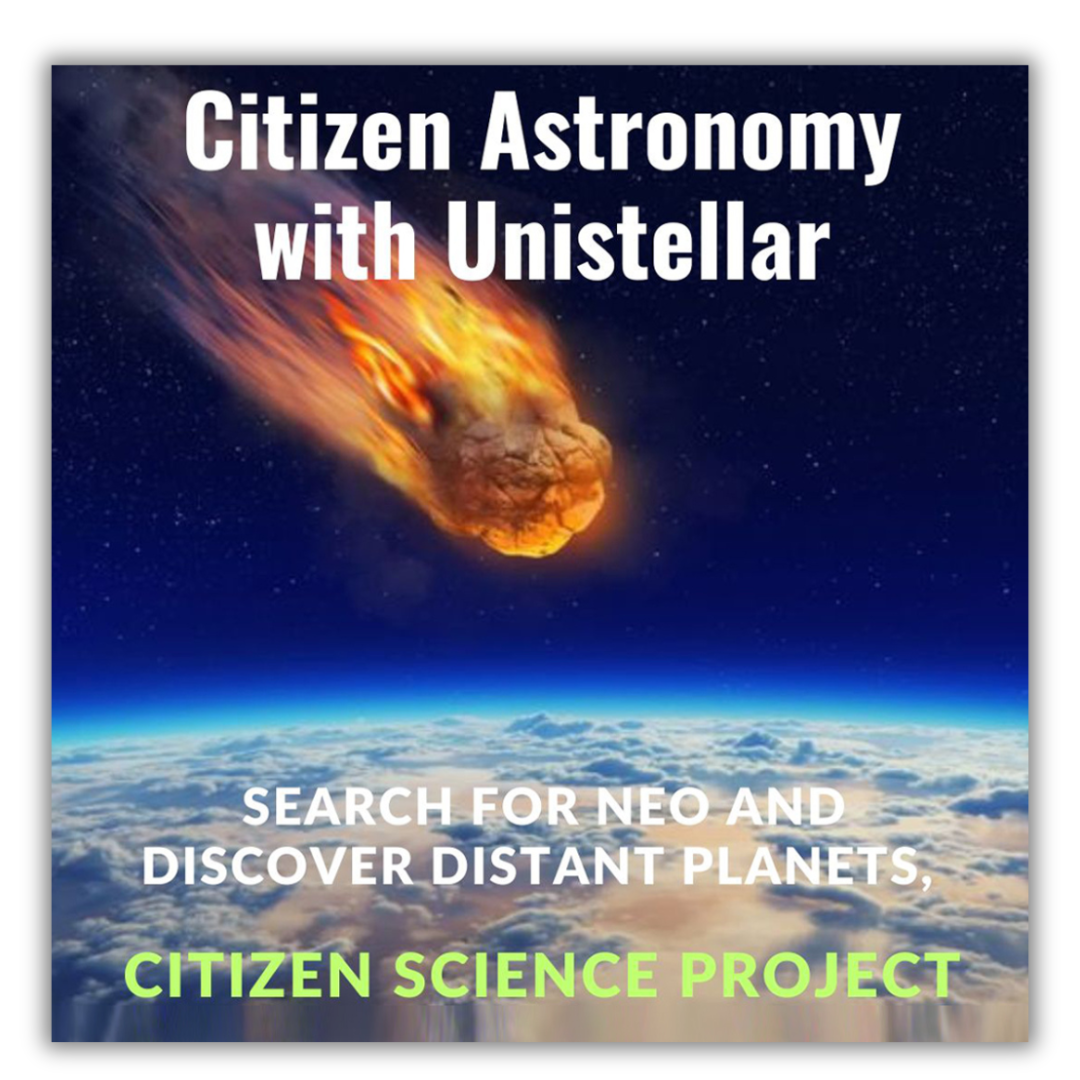 Citizen Astronomy
with Unistellar
SEARCH FOR NEO AND
DISCOVER DISTANT PLANETS,
CITIZEN SCIENCE PROJECT